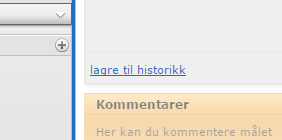 lagre til historikk
Kommentarer
Her kan du kommentere målet